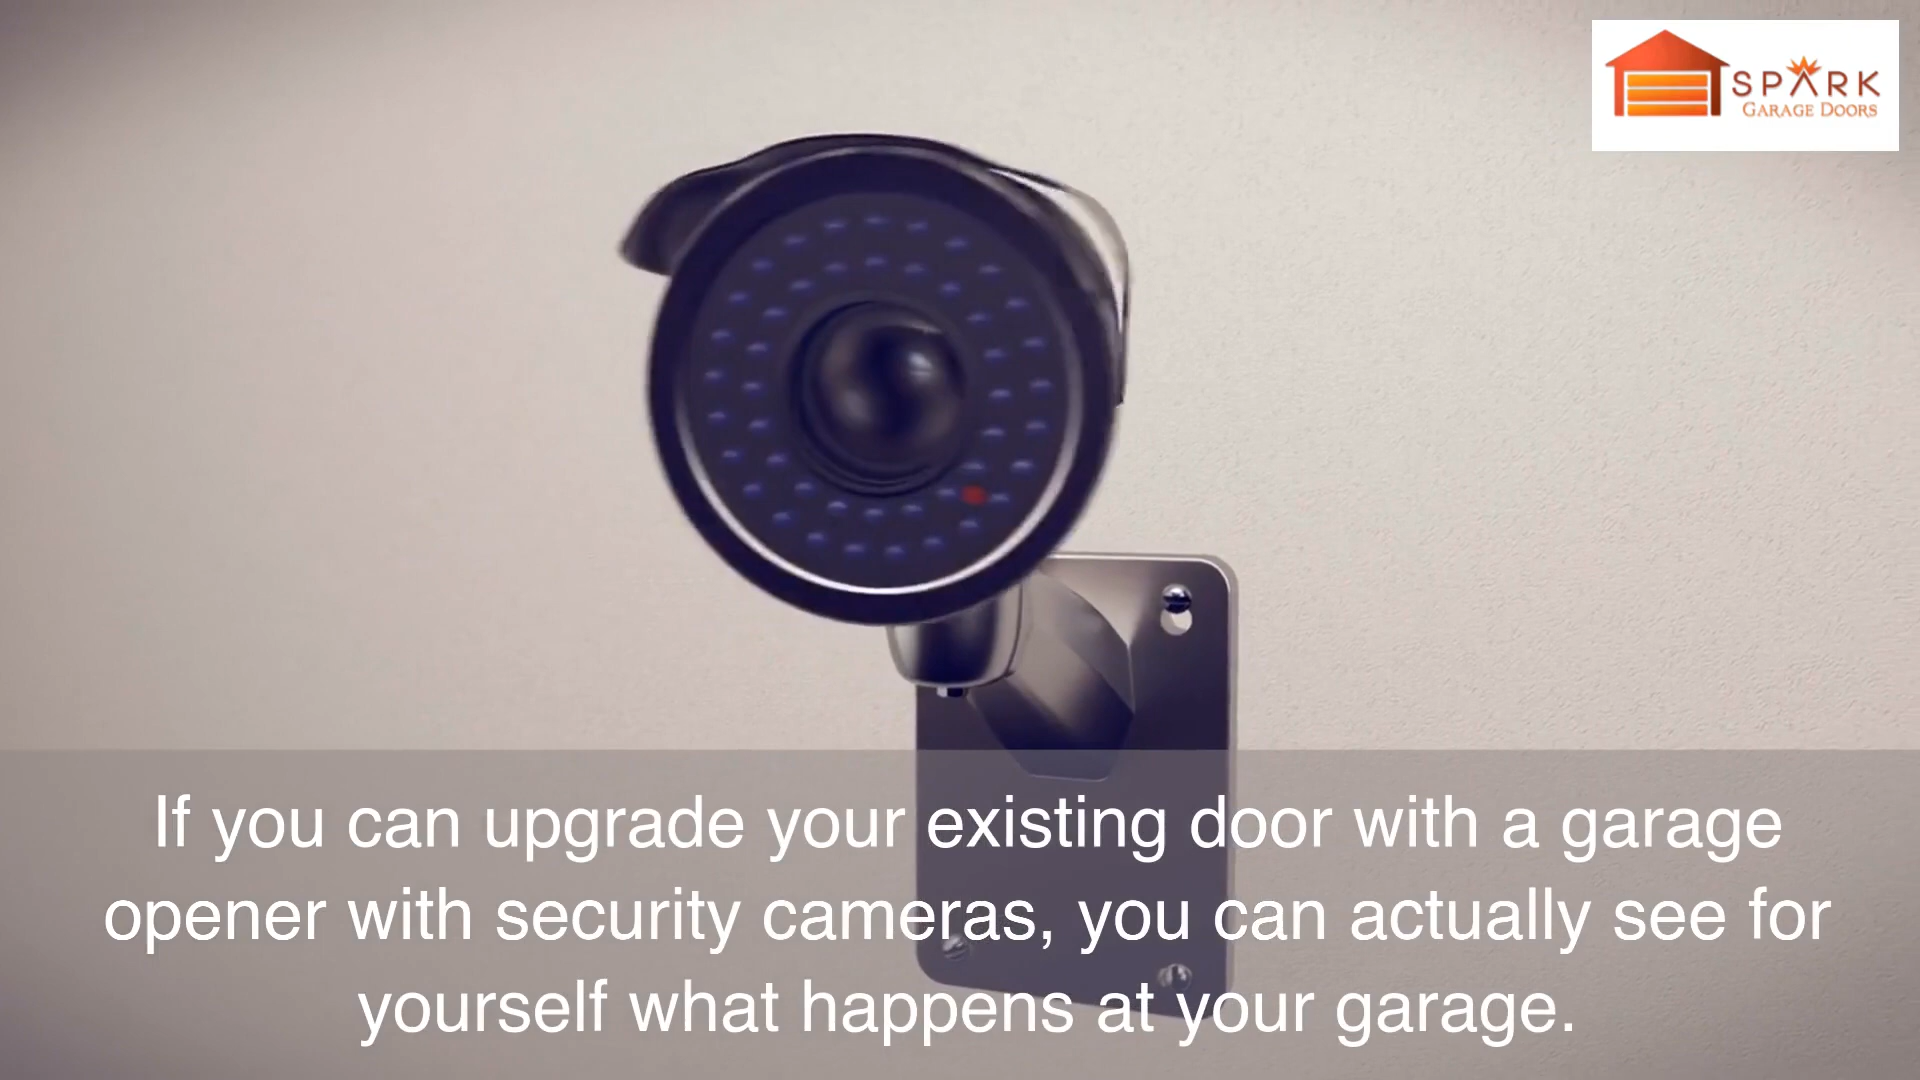 SPARK
GARAGE DOORS
If you can upgrade your existing door with a garage
opener with security cameras, you can actually see for
yourself what happens at your garage.